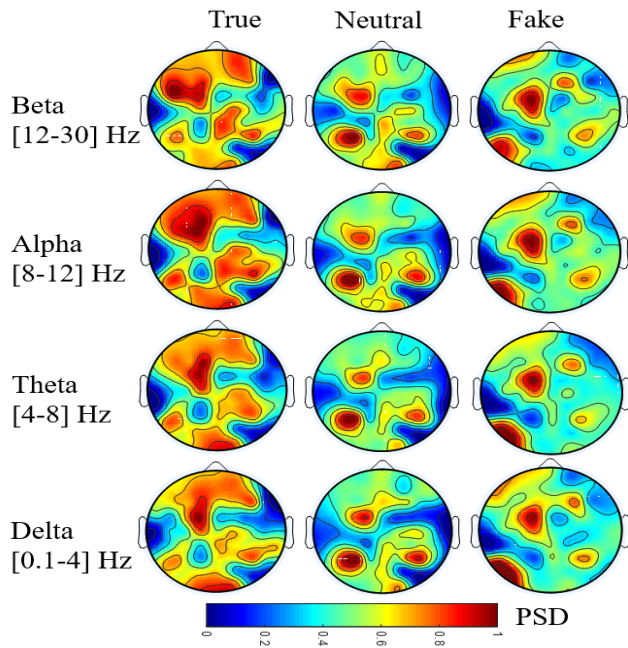 True Neutral Fake
Beta
[12-30] Hz
Alpha
[8-12] Hz
Theta
[4-8] Hz
Delta
[0.1-4] Hz
PSD
0 0.2 0.4 0.6 0.8 1